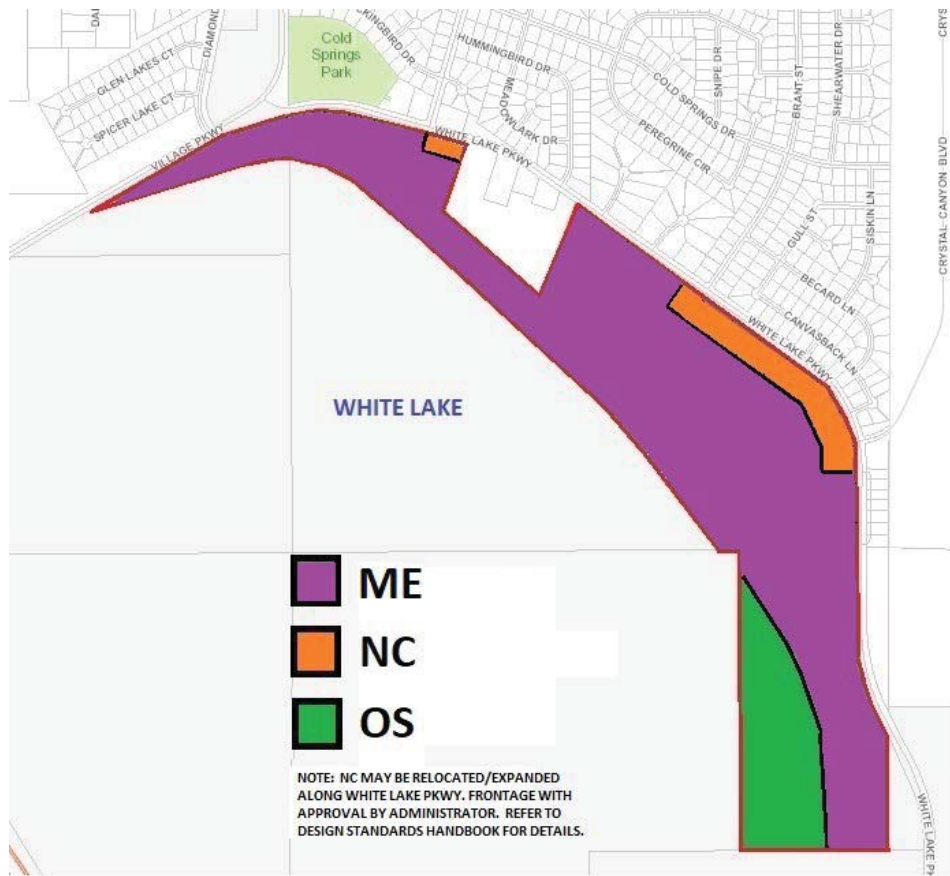 DIAMOND
GLEN LAKES CT
SPICER LAKE CT
VILLAGE PKWY
Cold
Springs
Park
HUMMINGBIRD DR
MEADOWLARK DR
WHITE LAKE PKWY
COLD SPRINGS DR
SNIPE DR
PEREGRINE CIR
BRANT ST
SHEARWATER DR
GULL ST
SISKIN LN
BECARD LN
CANVASBACK LN
WHITE LAKE PKWY
CRYSTAL CANYON BLVD
WHITE LAKE
ME
NC
OS
NOTE: NC MAY BE RELOCATED/EXPANDED
ALONG WHITE LAKE PKWY. FRONTAGE WITH
APPROVAL BY ADMINISTRATOR. REFER TO
DESIGN STANDARDS HANDBOOK FOR DETAILS.
WHITE LAKE